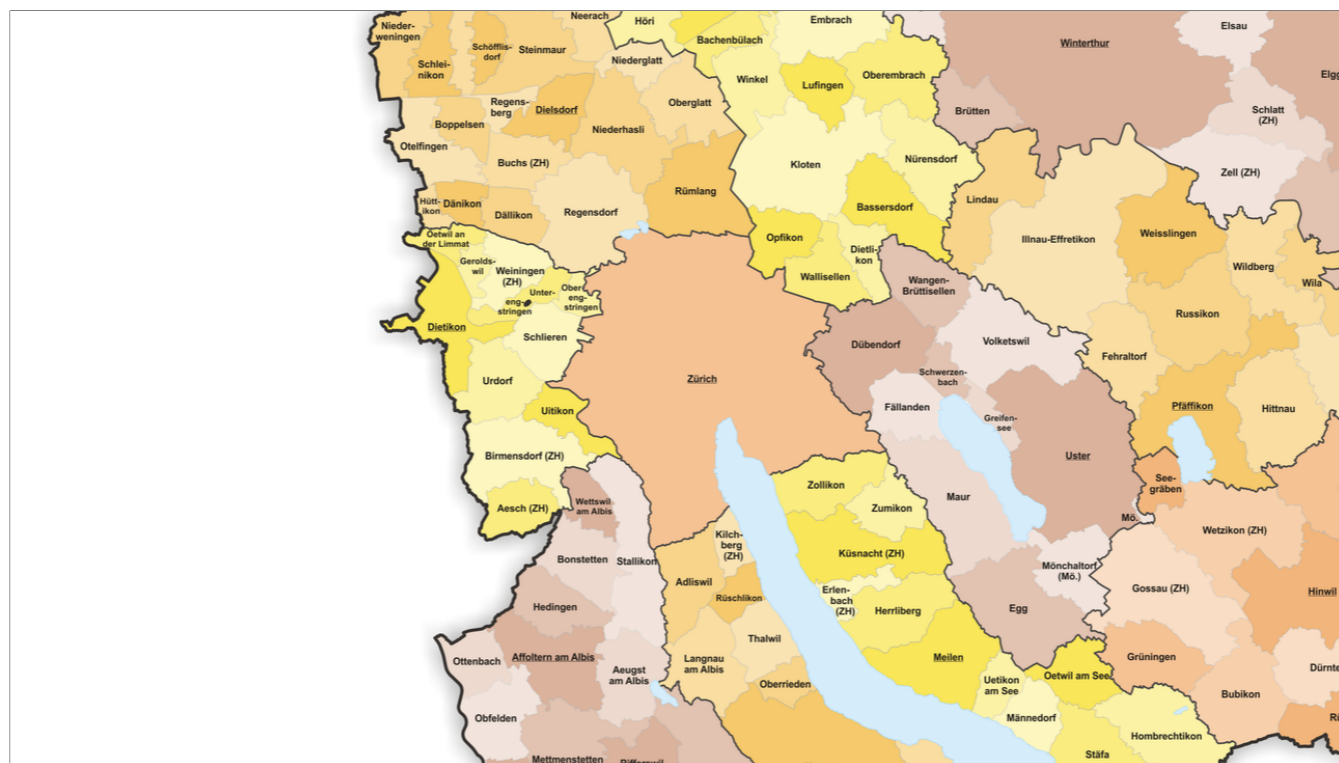 Neerach
Höri
Embrach
Elsau
Nieder-
weningen
Schöfflis-
dorf
Steinmaur
Bachenbülach
Winterthur
Schlei-
nikon
Niederglatt
Winkel
Lufingen
Oberembrach
Elgg
Regens-
berg
Dielsdorf
Oberglatt
Brütten
Schlatt
(ZH)
Boppelsen
Niederhasli
Otelfingen
Buchs (ZH)
Kloten
Nürensdorf
Zell (ZH)
Hütt-
ikon
Dänikon
Dällikon
Regensdorf
Rümlang
Bassersdorf
Lindau
Oetwil an
der Limmat
Opfikon
Dietli-
kon
Illnau-Effretikon
Weisslingen
Gerolds-
wil
Weiningen
(ZH)
Wallisellen
Wangen-
Brüttisellen
Wildberg
Wila
Unter-
eng-
stringen
Ober
eng-
stringen
Russikon
Dietikon
Schlieren
Dübendorf
Volketswil
Fehraltorf
Urdorf
Zürich
Schwerzen-
bach
Uitikon
Fällanden
Greifen-
see
Pfäffikon
Hittnau
Birmensdorf (ZH)
Uster
Zollikon
Maur
See-
gräben
Aesch (ZH)
Wettswil
am Albis
Zumikon
Mö.
Wetzikon (ZH)
Kilch-
berg
(ZH)
Küsnacht (ZH)
Bonstetten
Stallikon
Mönchaltorf
(Mö.)
Adliswil
Rüschlikon
Erlen-
bach
(ZH)
Gossau (ZH)
Hinwil
Hedingen
Herrliberg
Egg
Thalwil
Ottenbach
Affoltern am Albis
Langnau
am Albis
Meilen
Grüningen
Aeugst
am Albis
Oberrieden
Uetikon
am See
Oetwil am See
Dürnte
Bubikon
Obfelden
Männedorf
Rü
Hombrechtikon
Stäfa
Mettmenstetten
Rifferswil